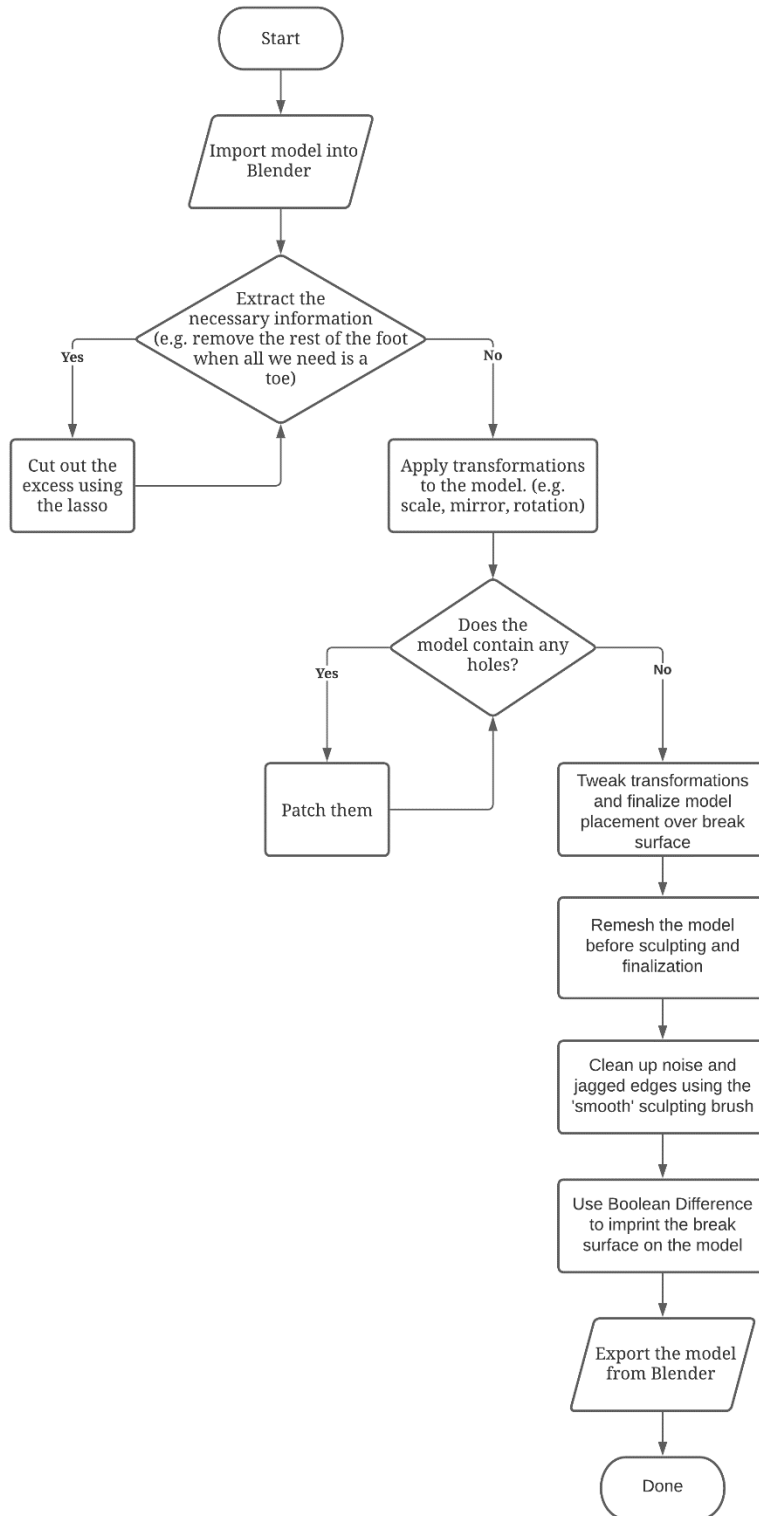 Start
Import model into
Blender
Extract the
necessary information
(e.g. remove the rest of the foot
when all we need is a
toe)
Yes
No
Cut out the
excess using
the lasso
Apply transformations
to the model. (e.g.
scale, mirror, rotation)
Does the
model contain any
holes?
Yes
No
Patch them
Tweak transformations
and finalize model
placement over break
surface
Remesh the model
before sculpting and
finalization
Clean up noise and
jagged edges using the
'smooth' sculpting brush
Use Boolean Difference
to imprint the break
surface on the model
Export the model
from Blender
Done